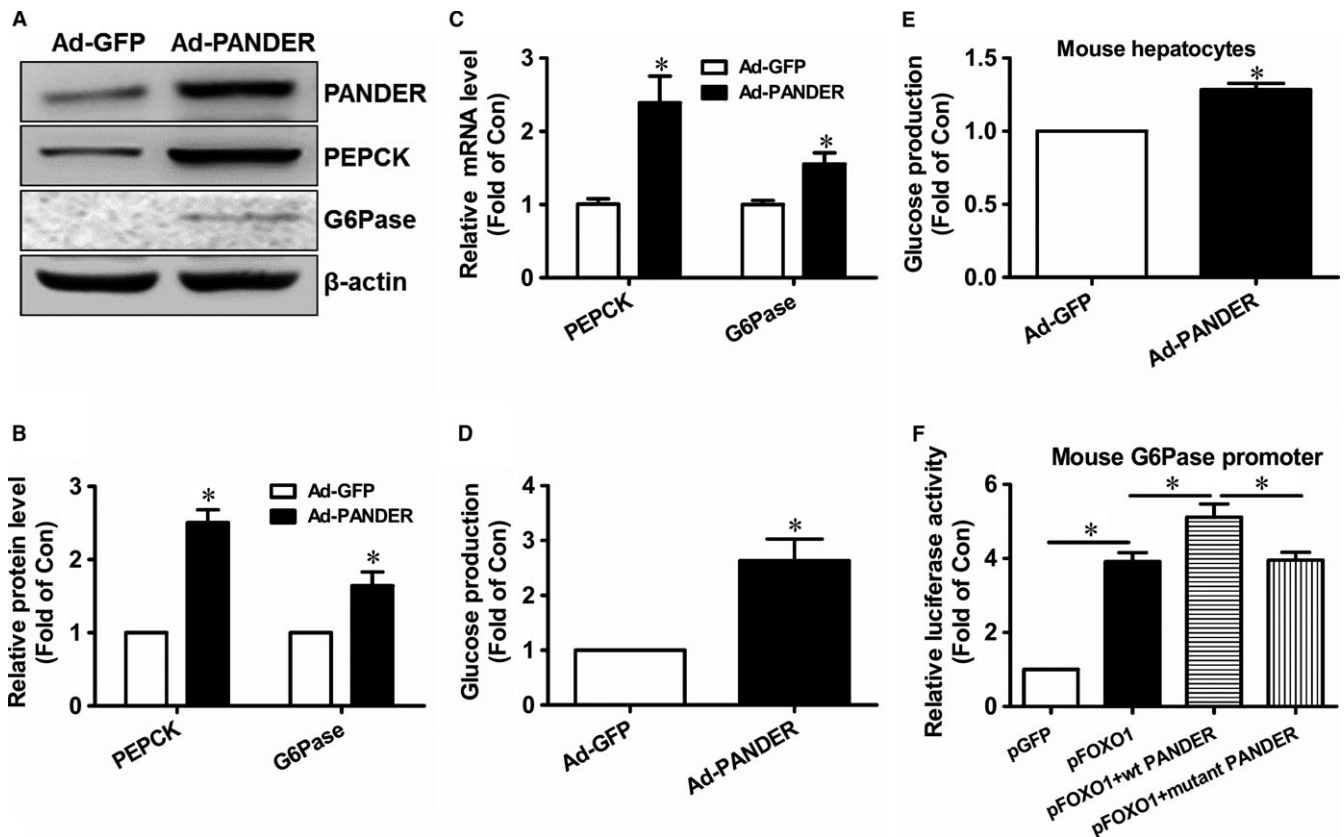 A
Ad-GFP Ad-PANDER
PANDER
PEPCK
G6Pase
β-actin
B
Relative protein level
(Fold of Con)
3
2
1
0
*
*
Ad-GFP
Ad-PANDER
PEPCK
G6Pase
C
Relative mRNA level
(Fold of Con)
3
2
1
0
*
*
Ad-GFP
Ad-PANDER
PEPCK
G6Pase
D
Glucose production
(Fold of Con)
4
3
2
1
0
*
Ad-GFP
Ad-PANDER
E
Mouse hepatocytes
Glucose production
(Fold of Con)
1.5
1.0
0.5
0.0
*
Ad-GFP
Ad-PANDER
F
Mouse G6Pase promoter
Relative luciferase activity
(Fold of Con)
6
4
2
0
*
*
*
pGFP
pFOXO1
pFOXO1+wt PANDER
pFOXO1+mutant PANDER